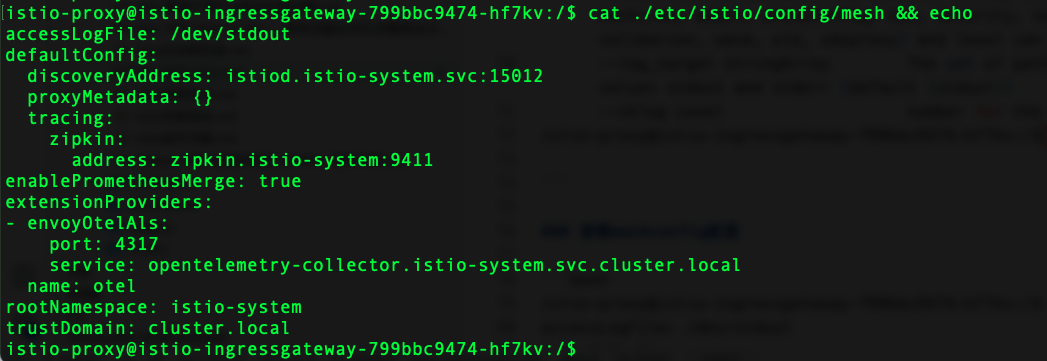 istio-proxy@istio-ingressgateway-799bbc9474-hf7kv:/$ cat ./etc/istio/config/mesh && echo
accessLogFile: /dev/stdout
defaultConfig:
  discoveryAddress: istiod.istio-system.svc:15012
  proxyMetadata: {}
  tracing:
    zipkin:
      address: zipkin.istio-system:9411
enablePrometheusMerge: true
extensionProviders:
- envoyOtelAls:
    port: 4317
    service: opentelemetry-collector.istio-system.svc.cluster.local
  name: otel
rootNamespace: istio-system
trustDomain: cluster.local
istio-proxy@istio-ingressgateway-799bbc9474-hf7kv:/$